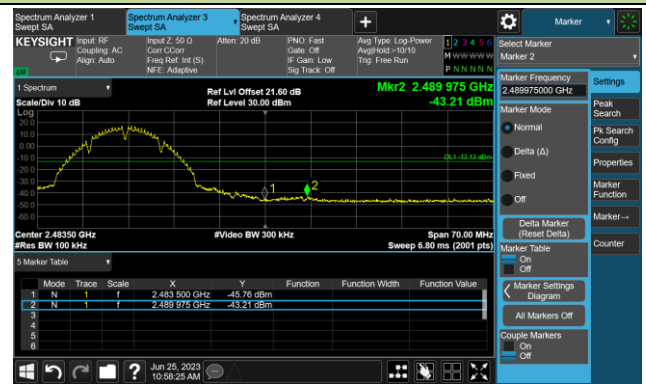 Spectrum Analyzer 1
Swept SA
Spectrum Analyzer 3
Swept SA
Spectrum Analyzer 4
Swept SA
Marker
KEYSIGHT
Input: RF
Coupling: AC
Align: Auto
Input Z: 50 Ω
Corr CCorr
Freq Ref: Int (S)
NFE: Adaptive
Atten: 20 dB
PNO: Fast
Gate: Off
IF Gain: Low
Sig Track: Off
Avg Type: Log-Power
Avg|Hold:>10/10
Trig: Free Run
1 2 3 4 5 6
M W W W W W
P N N N N N
Select Marker
Marker 2
1 Spectrum
Scale/Div 10 dB
Log
Ref Lvl Offset 21.60 dB
Ref Level 30.00 dBm
Mkr2 2.489 975 GHz
-43.21 dBm
20.0
10.0
0.00
-10.0
-20.0
-30.0
-40.0
-50.0
-60.0
DL1 -13.13 dBm
1
2
Center 2.48350 GHz
#Res BW 100 kHz
#Video BW 300 kHz
Span 70.00 MHz
Sweep 6.80 ms (2001 pts)
5 Marker Table
Mode Trace Scale X Y Function Function Width Function Value
1 N 1 f 2.483 500 GHz -45.76 dBm
2 N 1 f 2.489 975 GHz -43.21 dBm
3
4
5
6
Marker Frequency
2.489975000 GHz
Marker Mode
Normal
Delta (Δ)
Fixed
Off
Delta Marker
(Reset Delta)
Marker Table
On
Off
Marker Settings
Diagram
All Markers Off
Couple Markers
On
Off
Settings
Peak
Search
Pk Search
Config
Properties
Marker
Function
Marker→
Counter
Jun 25, 2023
10:58:25 AM